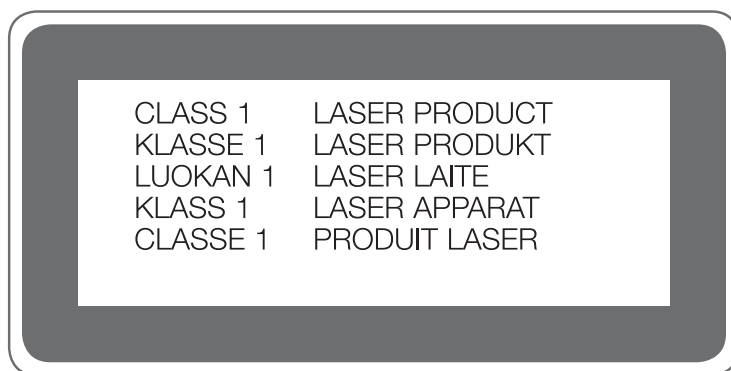 CLASS 1 LASER PRODUCT
KLASSE 1 LASER PRODUKT
LUOKAN 1 LASER LAITE
KLASS 1 LASER APPARAT
CLASSE 1 PRODUIT LASER